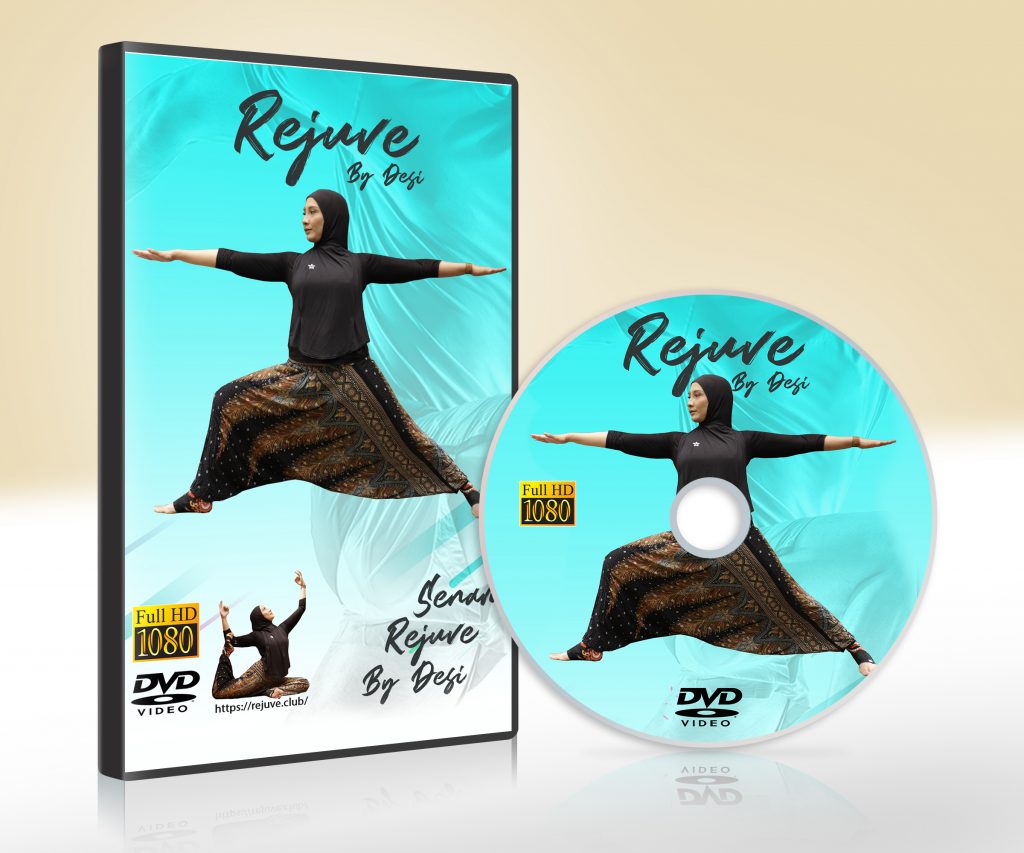 Rejuve
By Desi
Full HD
1080
DVD
VIDEO
https://rejuve.club/
Rejuve
By Desi
Rejuve
By Desi
Full HD
1080
DVD
VIDEO